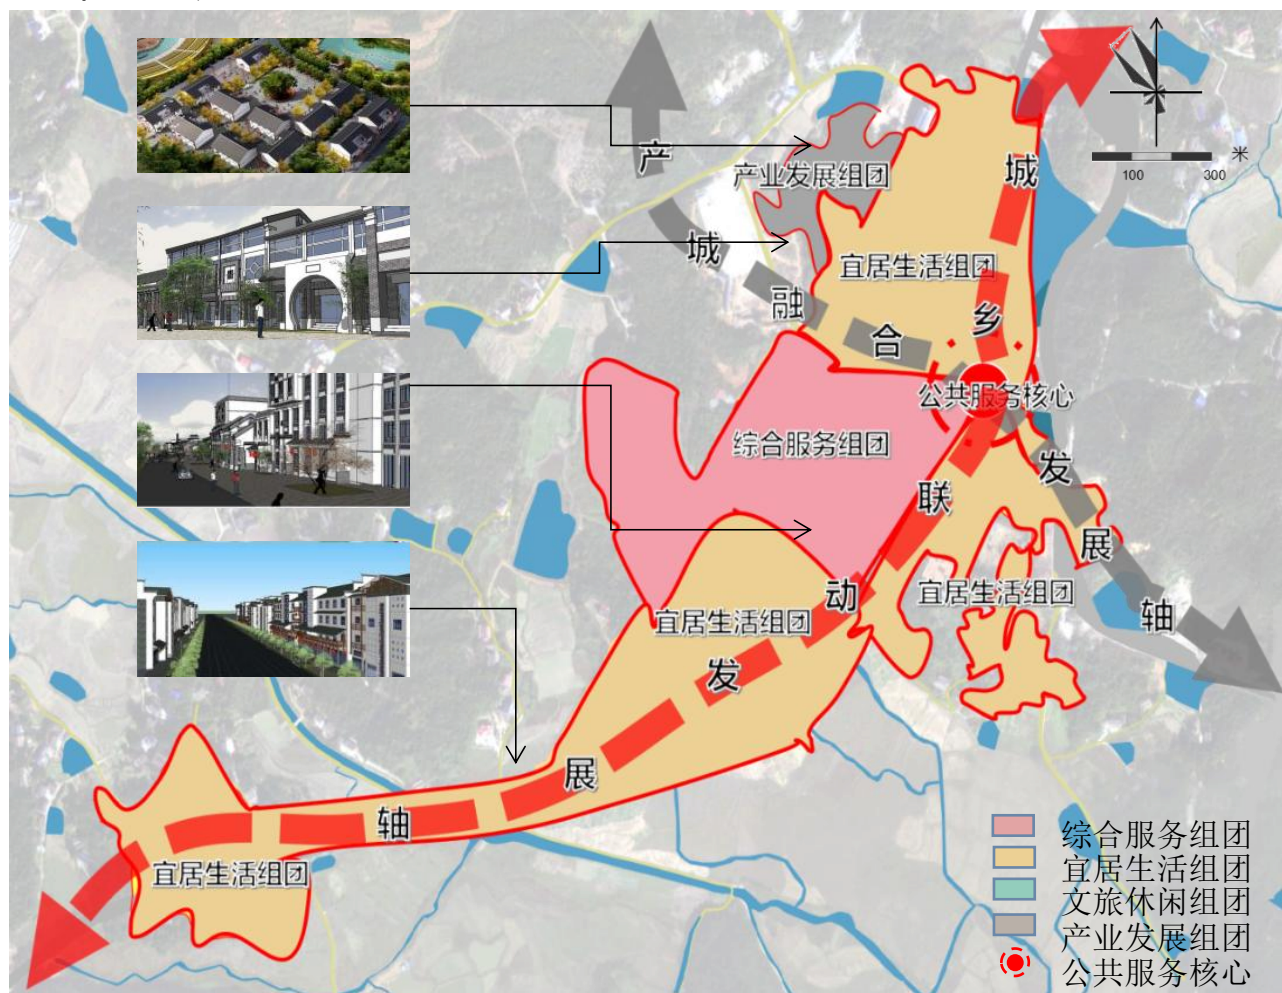 产
城
融
合
发
展
轴
城
乡
联
动
发
展
轴
产业发展组团
宜居生活组团
公共服务核心
综合服务组团
宜居生活组团
宜居生活组团
宜居生活组团
米
100 300
综合服务组团
宜居生活组团
文旅休闲组团
产业发展组团
公共服务核心